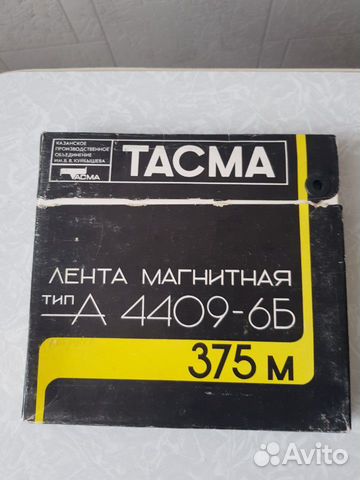 КАЗАНСКОЕ
ПРОИЗВОДСТВЕННОЕ
ОБЪЕДИНЕНИЕ
ИМ. В. В. КУЙБЫШЕВА
ТАСМА
ТАСМА
ЛЕНТА МАГНИТНАЯ
ТИП А 4409-6Б
375 М
Avito